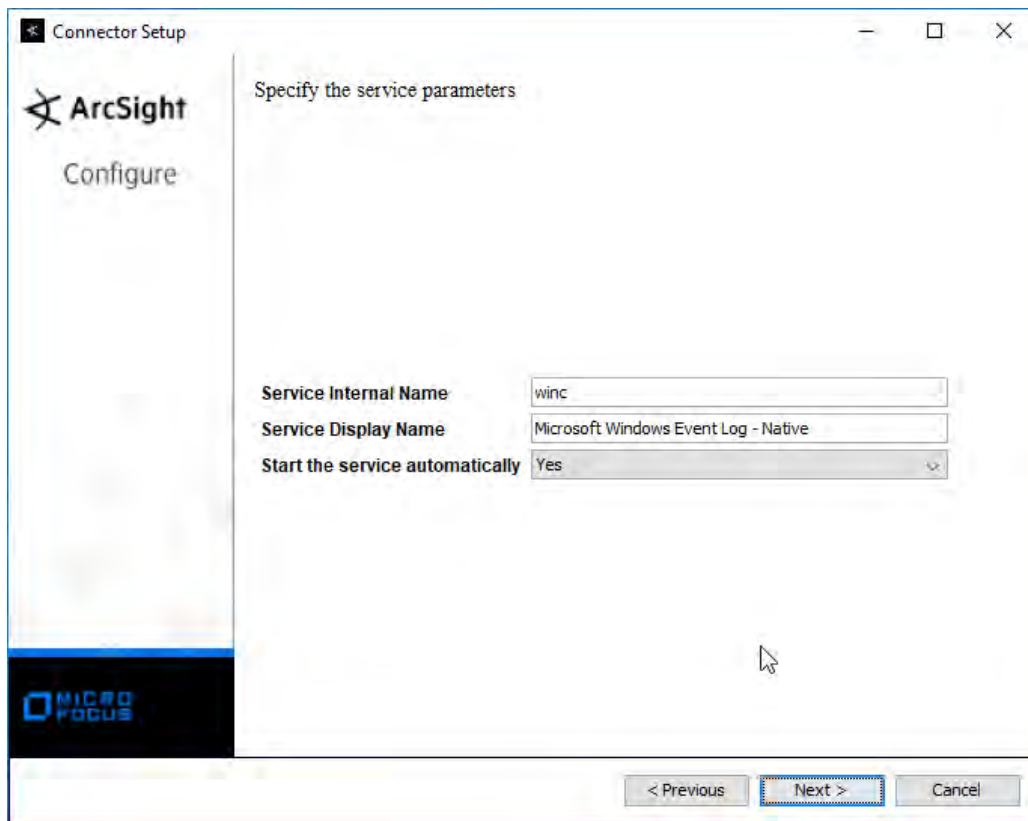 Connector Setup
ArcSight
Configure
Specify the service parameters
Service Internal Name winc
Service Display Name Microsoft Windows Event Log - Native
Start the service automatically Yes
MICRO
FOCUS
< Previous Next > Cancel